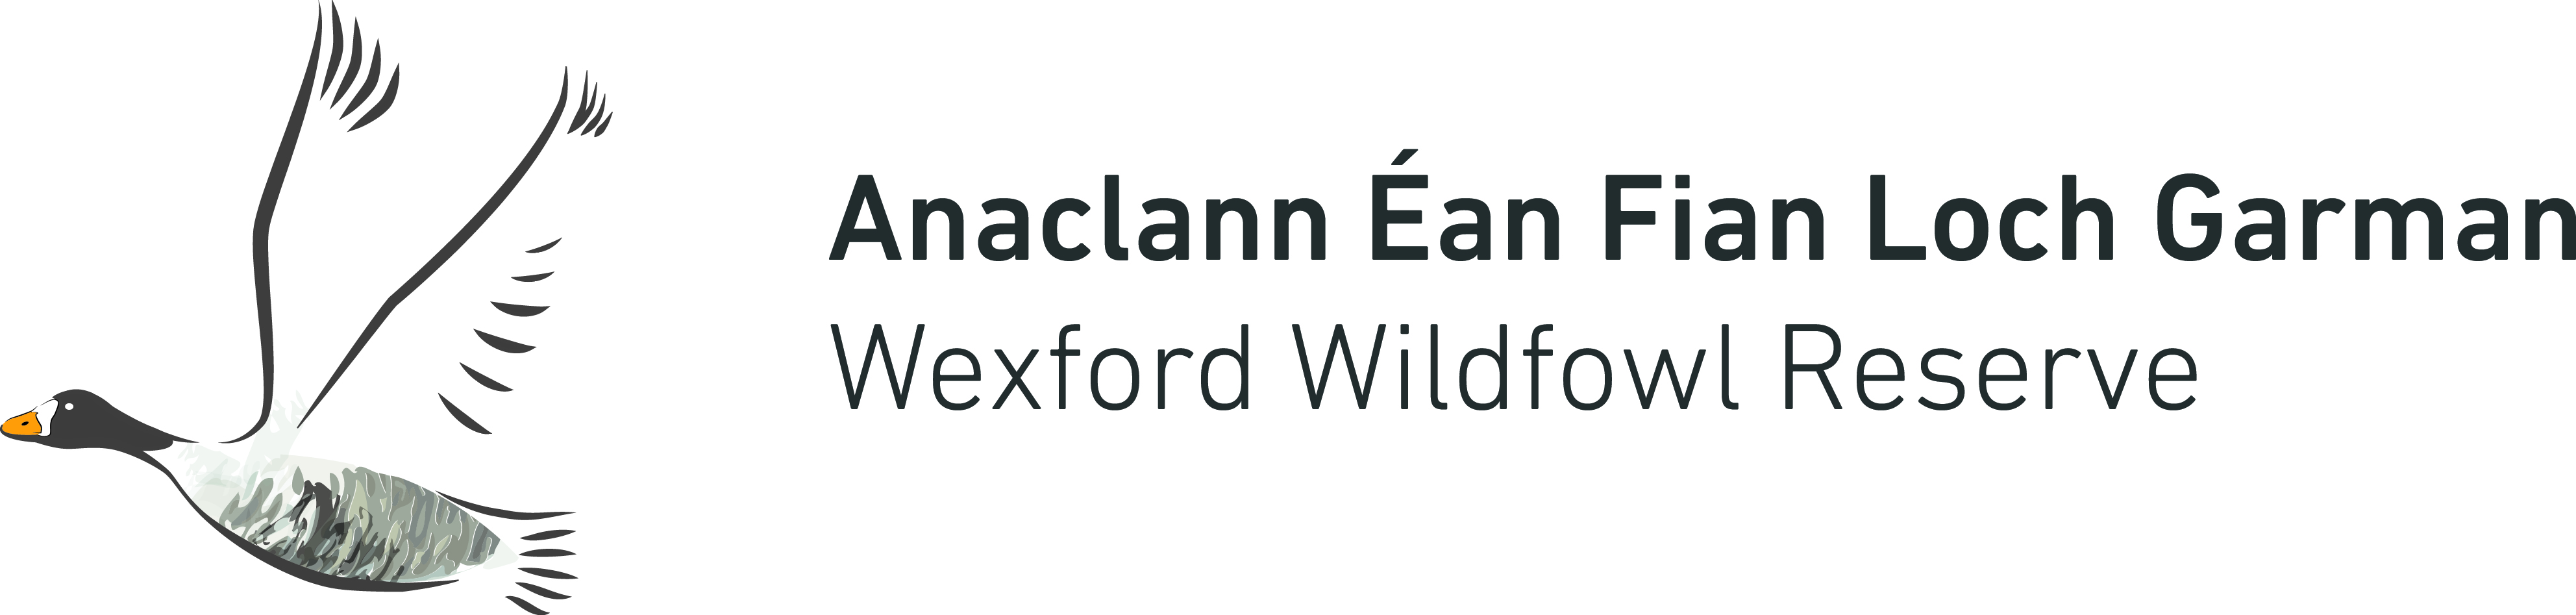 Anaclann Éan Fian Loch Garman
Wexford Wildfowl Reserve